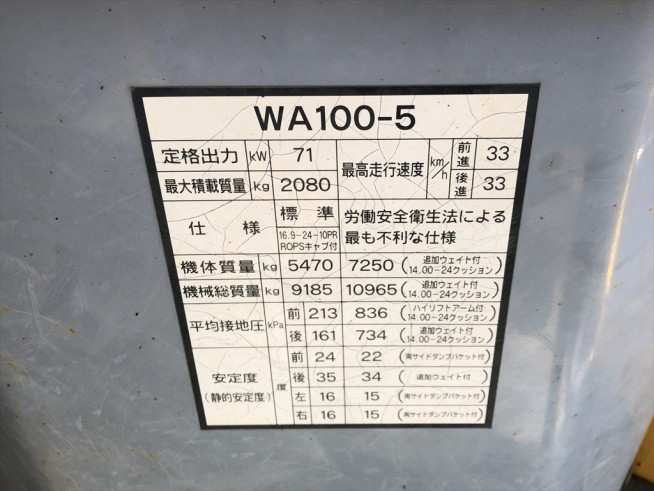 WA100-5
定格出力 kW 71 最高走行速度 km/h 前進 33
最大積載質量 kg 2080 後進 33
仕様 標準 16.9-24-10PR ROPSキャブ付 労働安全衛生法による 最も不利な仕様
機体質量 kg 5470 7250 (追加ウェイト付 14.00-24クッション)
機械総質量 kg 9185 10965 (追加ウェイト付 14.00-24クッション)
平均接地圧 kPa 前 213 836 (ハイリフトアーム付 14.00-24クッション)
後 161 734 (追加ウェイト付 14.00-24クッション)
安定度 (静的安定度) 度 前 24 22 (両サイドダンプバケット付)
後 35 34 (追加ウェイト付)
左 16 15 (両サイドダンプバケット付)
右 16 15 (両サイドダンプバケット付)